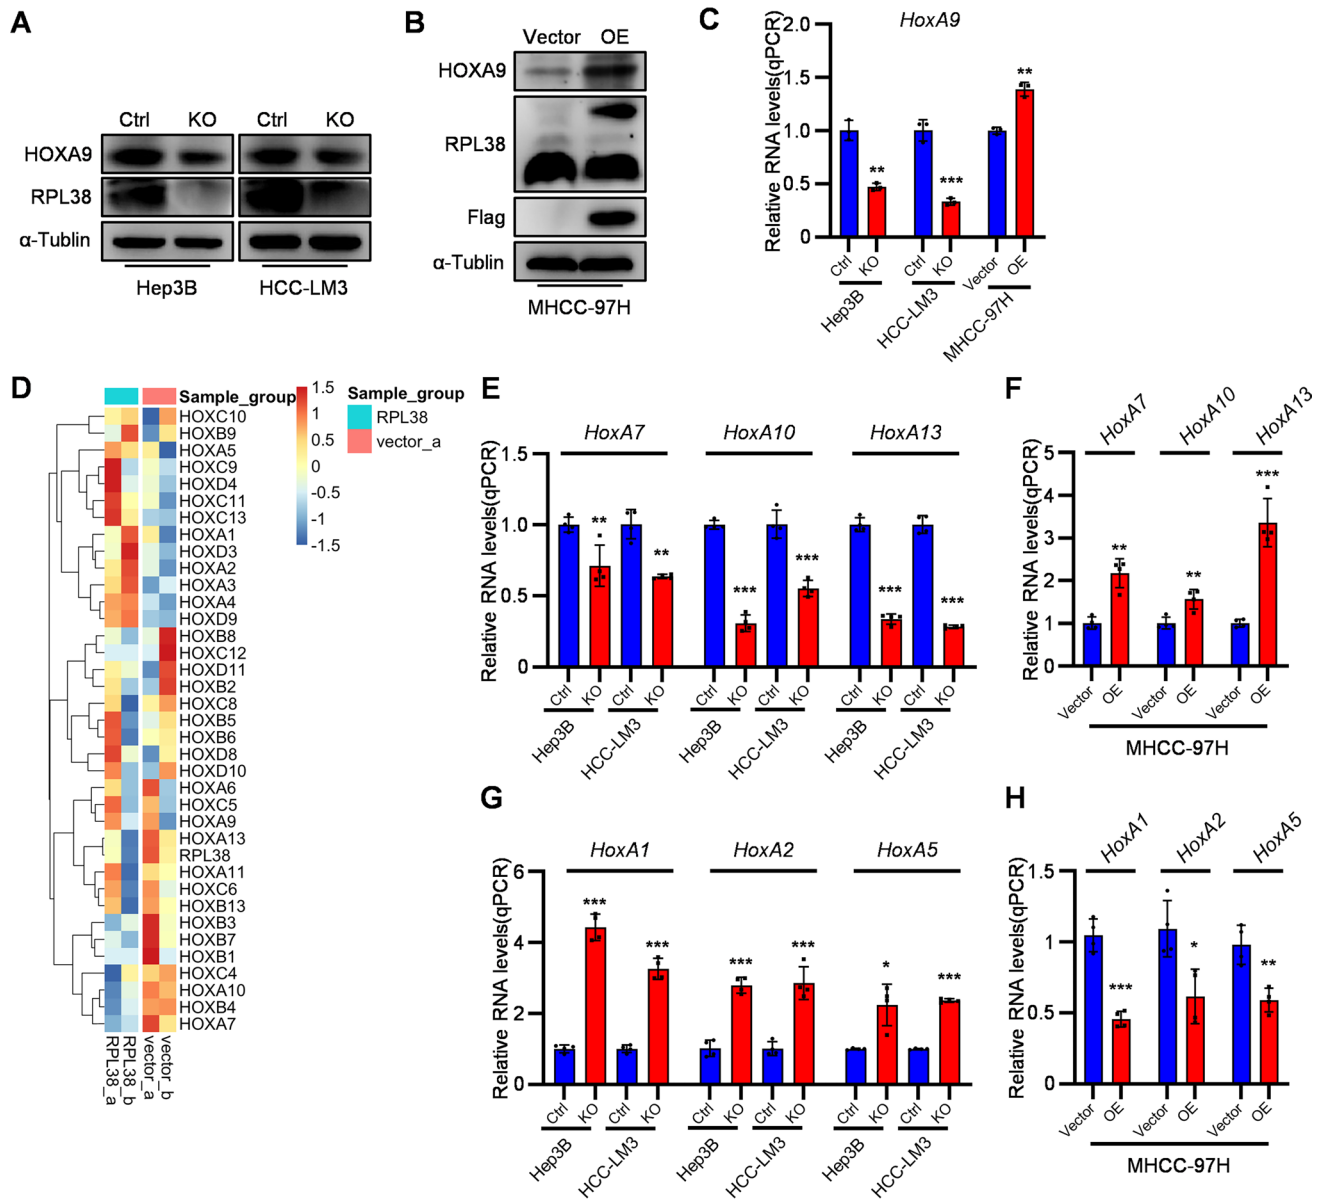 A
Ctrl KO Ctrl KO
HOXA9
RPL38
α-Tublin
Hep3B HCC-LM3
B
Vector OE
HOXA9
RPL38
Flag
α-Tublin
MHCC-97H
C
HoxA9
Relative RNA levels(qPCR)
2.0
1.5
1.0
0.5
0
** *** **
Ctrl KO Ctrl KO Vector OE
Hep3B HCC-LM3 MHCC-97H
D
Sample_group
1.5
1
0.5
0
-0.5
-1
-1.5
Sample_group
RPL38
vector_a
HOXC10
HOXB9
HOXA5
HOXC9
HOXD4
HOXC11
HOXC13
HOXA1
HOXD3
HOXA2
HOXA3
HOXA4
HOXD9
HOXB8
HOXC12
HOXD11
HOXB2
HOXC8
HOXB5
HOXB6
HOXD8
HOXD10
HOXA6
HOXC5
HOXA9
HOXA13
RPL38
HOXA11
HOXC6
HOXB13
HOXB3
HOXB7
HOXB1
HOXC4
HOXA10
HOXB4
HOXA7
RPL38_a RPL38_b vector_a vector_b
E
HoxA7 HoxA10 HoxA13
Relative RNA levels(qPCR)
1.5
1.0
0.5
0
** ** *** *** *** ***
Ctrl KO Ctrl KO Ctrl KO Ctrl KO Ctrl KO Ctrl KO
Hep3B HCC-LM3 Hep3B HCC-LM3 Hep3B HCC-LM3
F
HoxA7 HoxA10 HoxA13
Relative RNA levels(qPCR)
5
4
3
2
1
0
** ** ***
Vector OE Vector OE Vector OE
MHCC-97H
G
HoxA1 HoxA2 HoxA5
Relative RNA levels(qPCR)
6
4
2
0
*** *** *** *** * ***
Ctrl KO Ctrl KO Ctrl KO Ctrl KO Ctrl KO Ctrl KO
Hep3B HCC-LM3 Hep3B HCC-LM3 Hep3B HCC-LM3
H
HoxA1 HoxA2 HoxA5
Relative RNA levels(qPCR)
1.5
1
0.5
0
*** * **
Vector OE Vector OE Vector OE
MHCC-97H